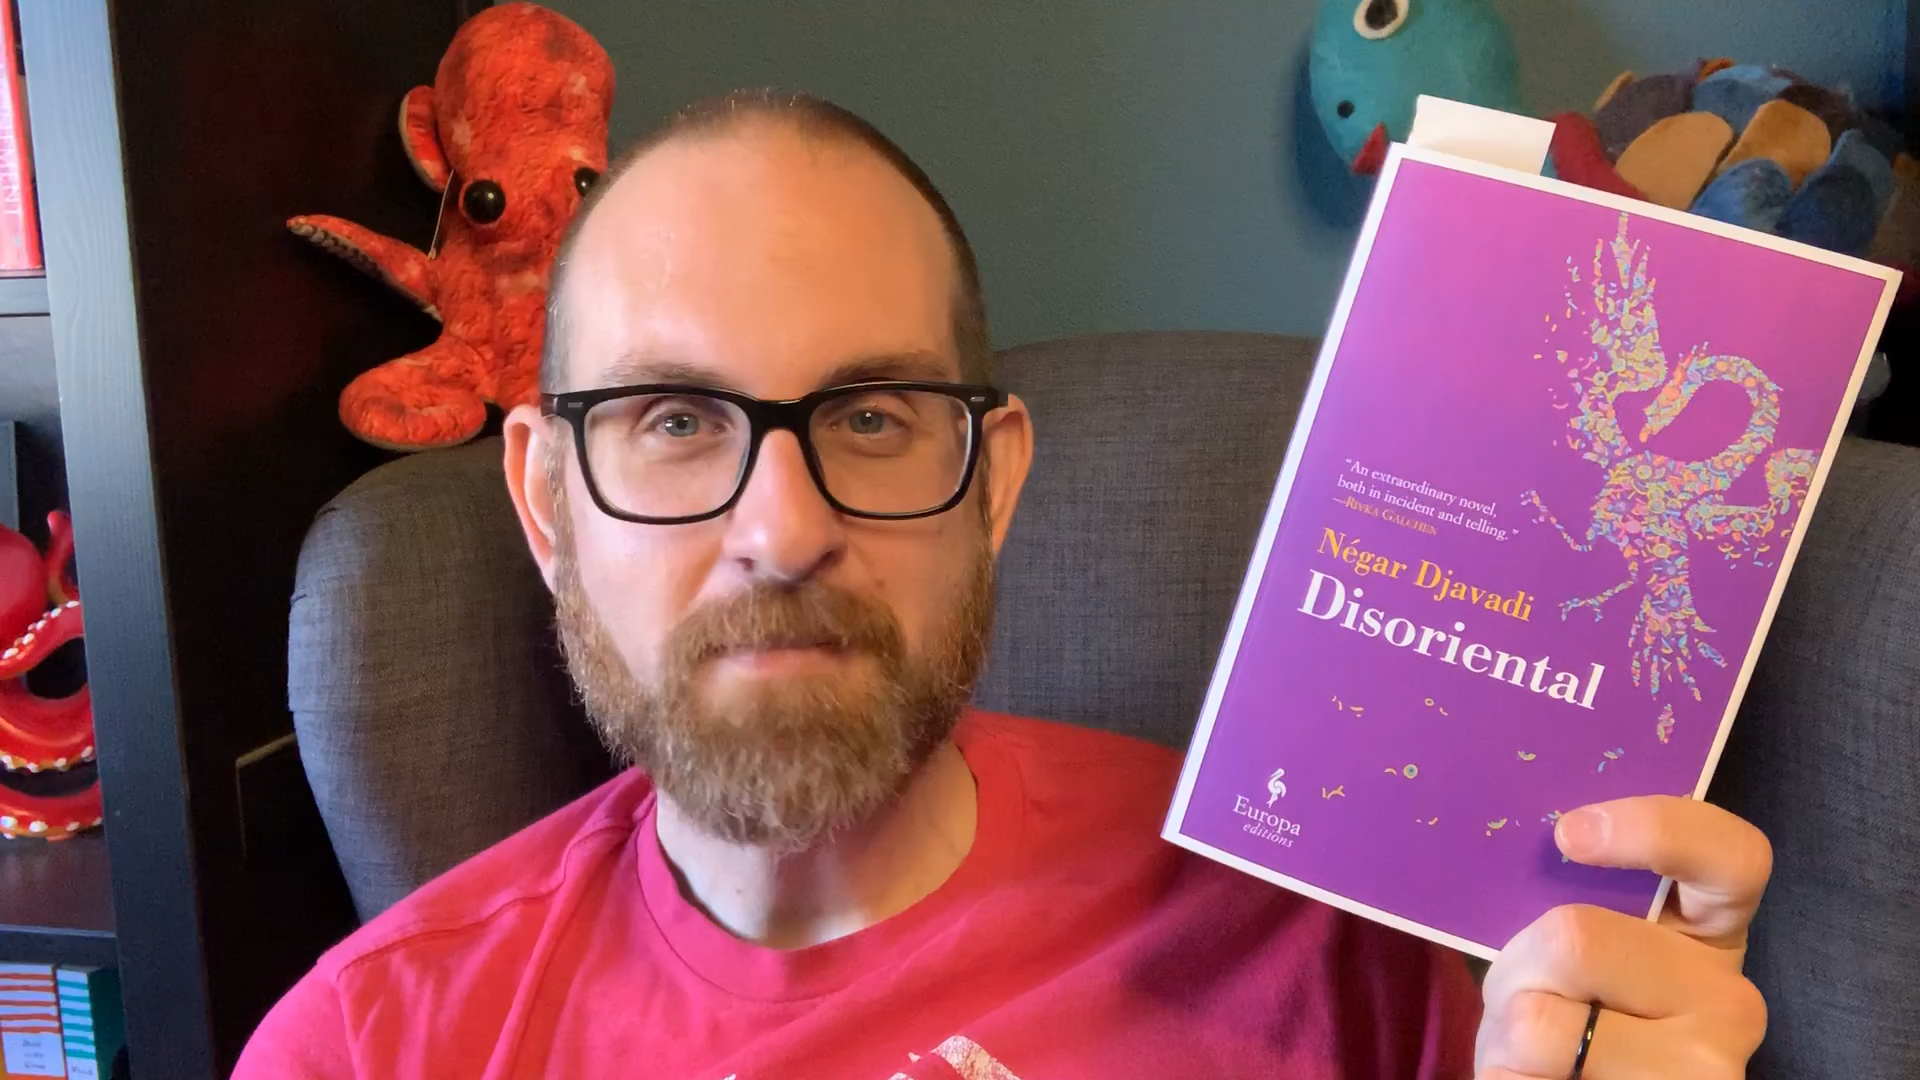 “An extraordinary novel,
both in incident and telling.”
—RIVKA GALCHEN
Négar Djavadi
Disoriental
Europa
editions